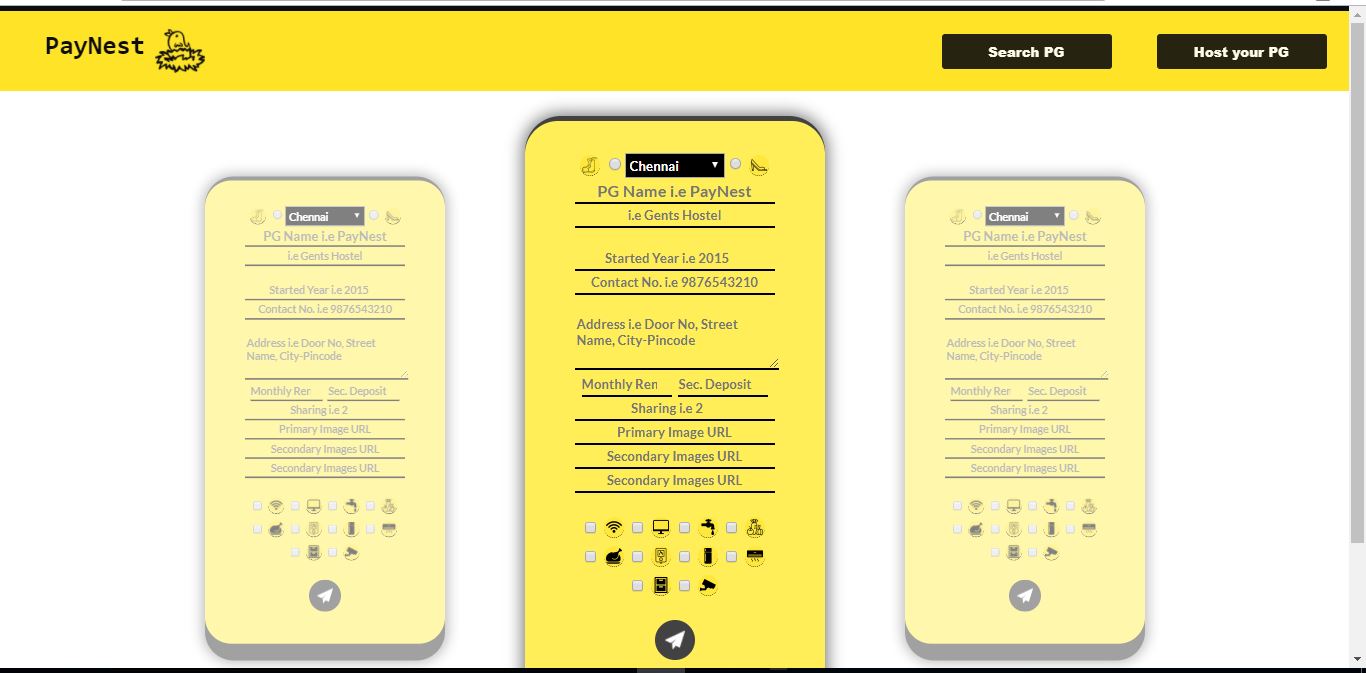 PayNest
Search PG
Host your PG
Chennai
PG Name i.e PayNest
i.e Gents Hostel
Started Year i.e 2015
Contact No. i.e 9876543210
Address i.e Door No, Street
Name, City-Pincode
Monthly Rer
Sec. Deposit
Sharing i.e 2
Primary Image URL
Secondary Images URL
Secondary Images URL
Chennai
PG Name i.e PayNest
i.e Gents Hostel
Started Year i.e 2015
Contact No. i.e 9876543210
Address i.e Door No, Street
Name, City-Pincode
Monthly Ren
Sec. Deposit
Sharing i.e 2
Primary Image URL
Secondary Images URL
Secondary Images URL
Chennai
PG Name i.e PayNest
i.e Gents Hostel
Started Year i.e 2015
Contact No. i.e 9876543210
Address i.e Door No, Street
Name, City-Pincode
Monthly Rer
Sec. Deposit
Sharing i.e 2
Primary Image URL
Secondary Images URL
Secondary Images URL